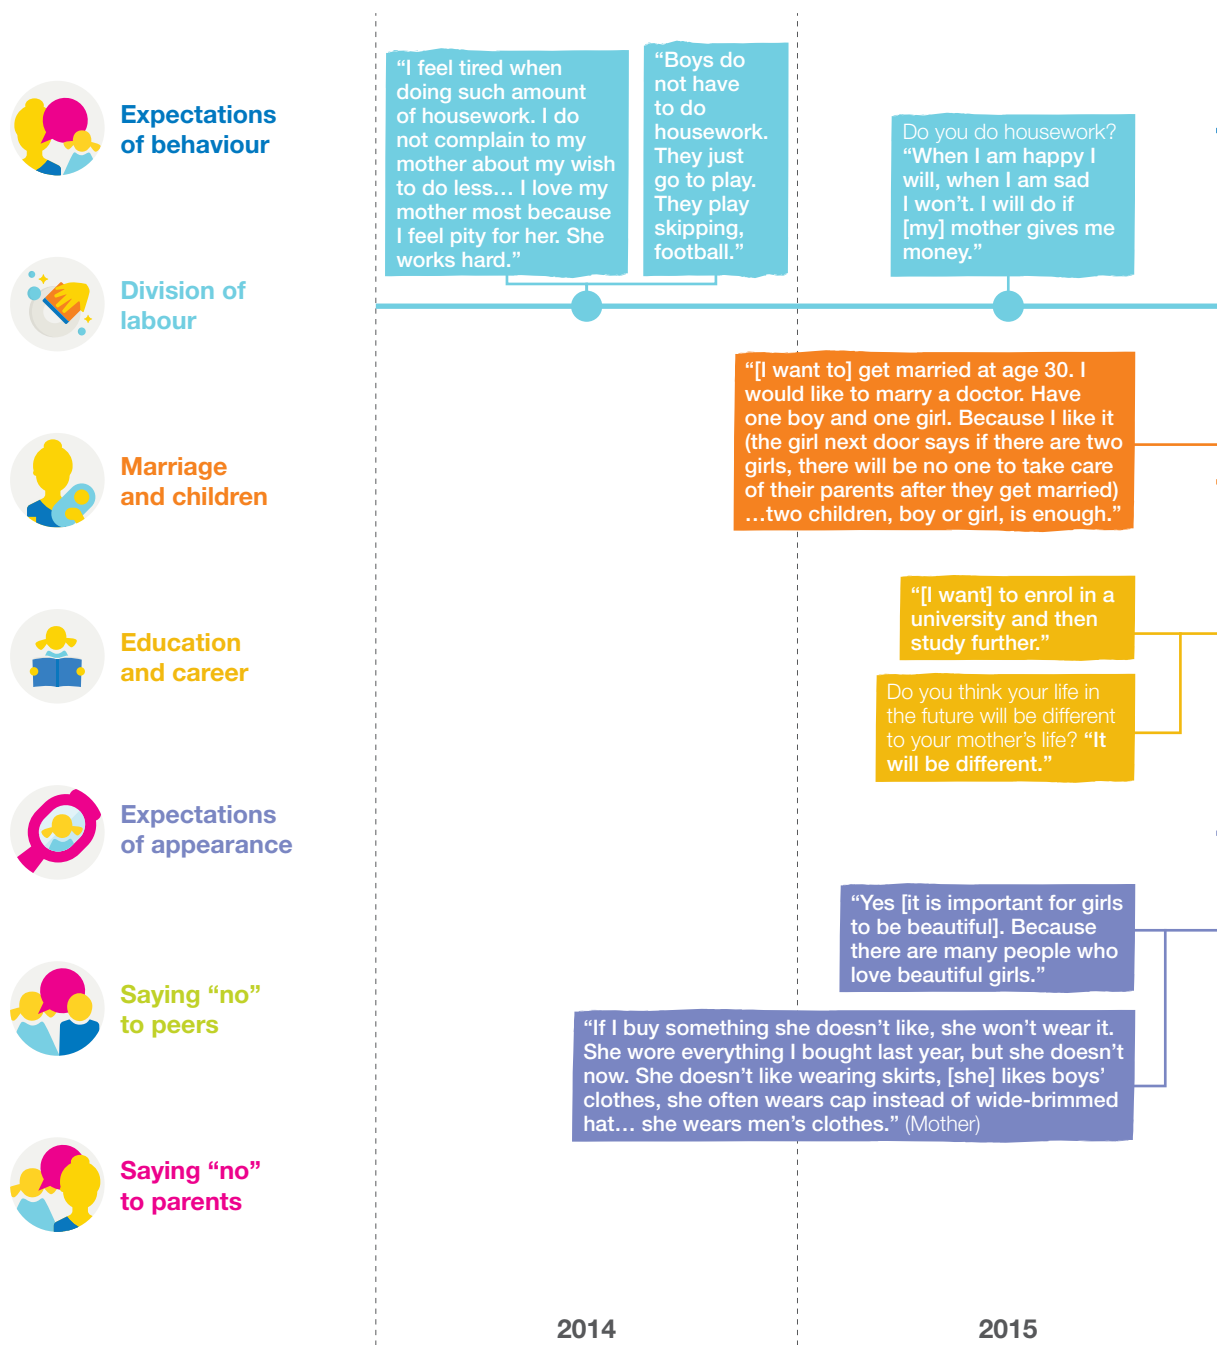 Expectations
of behaviour
Division of
labour
Marriage
and children
Education
and career
Expectations
of appearance
Saying “no”
to peers
Saying “no”
to parents
“I feel tired when
doing such amount
of housework. I do
not complain to my
mother about my wish
to do less… I love my
mother most because
I feel pity for her. She
works hard.”
“Boys do
not have
to do
housework.
They just
go to play.
They play
skipping,
football.”
Do you do housework?
“When I am happy I
will, when I am sad
I won’t. I will do if
[my] mother gives me
money.”
“[I want to] get married at age 30. I
would like to marry a doctor. Have
one boy and one girl. Because I like it
(the girl next door says if there are two
girls, there will be no one to take care
of their parents after they get married)
…two children, boy or girl, is enough.”
“[I want] to enrol in a
university and then
study further.”
Do you think your life in
the future will be different
to your mother’s life? “It
will be different.”
“Yes [it is important for girls
to be beautiful]. Because
there are many people who
love beautiful girls.”
“If I buy something she doesn’t like, she won’t wear it.
She wore everything I bought last year, but she doesn’t
now. She doesn’t like wearing skirts, [she] likes boys’
clothes, she often wears cap instead of wide-brimmed
hat… she wears men’s clothes.” (Mother)
2014
2015